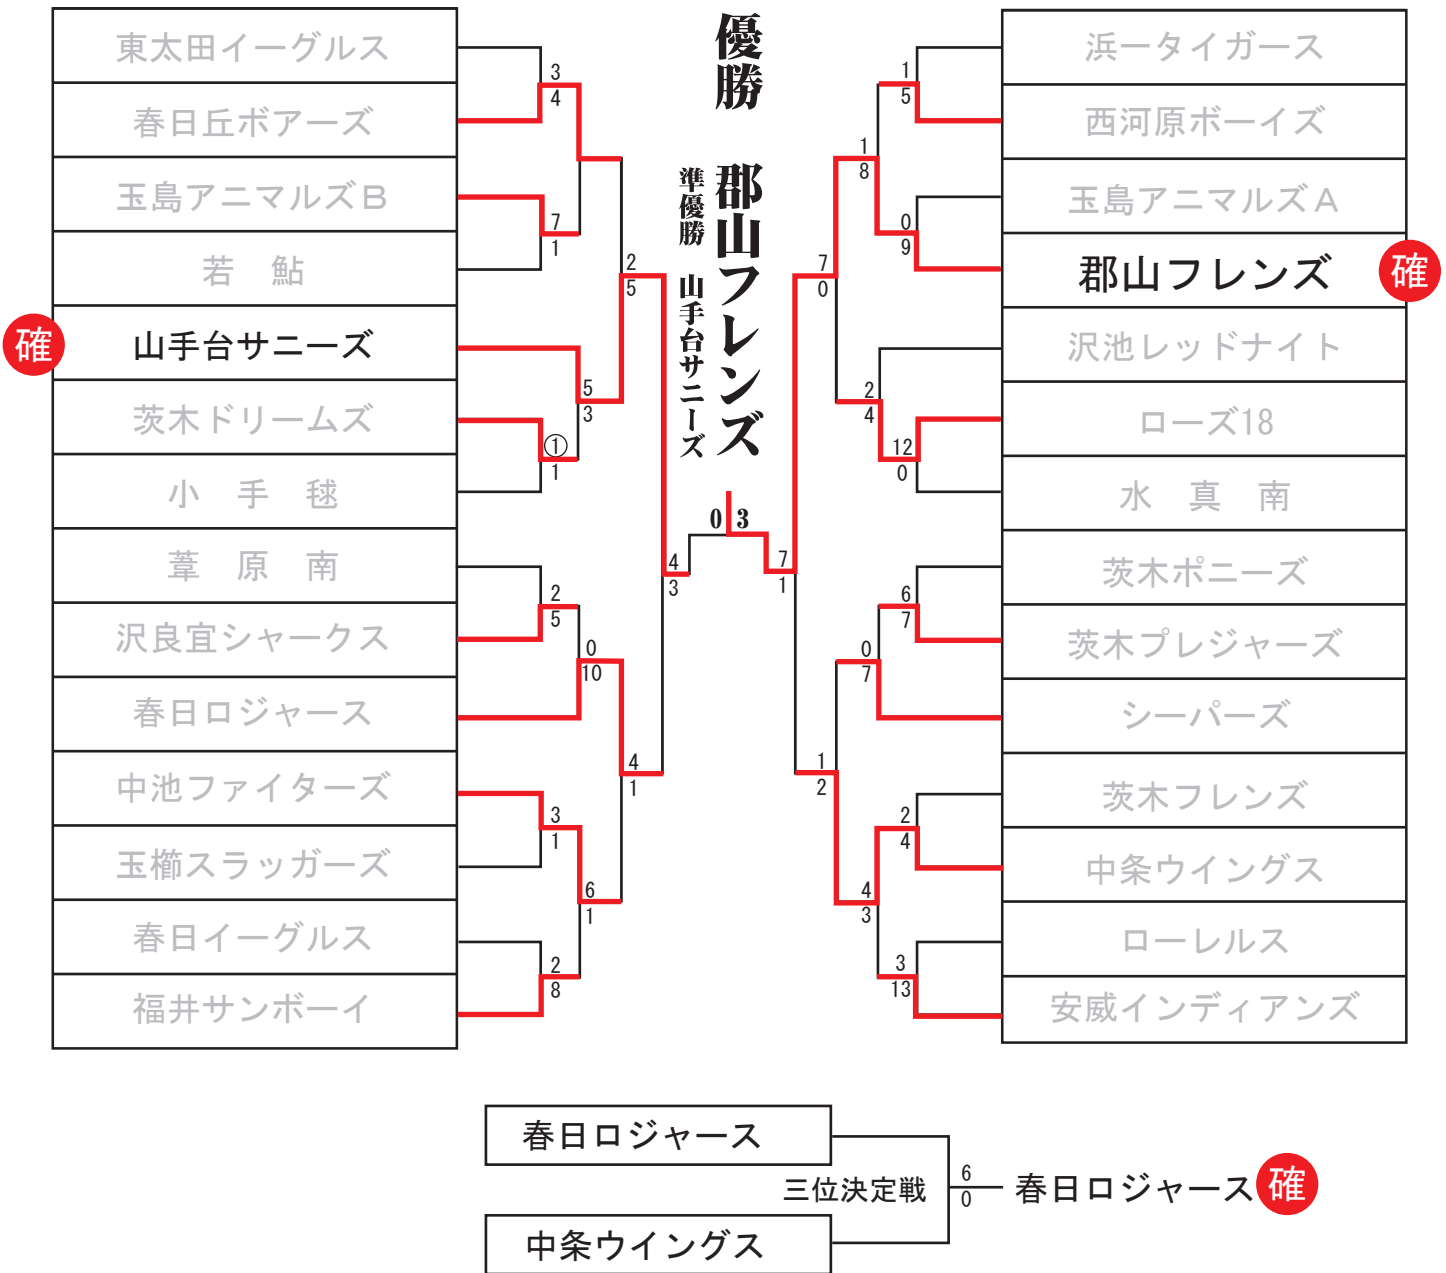 東太田イーグルス
春日丘ボアーズ
玉島アニマルズB
若 鮎
山手台サニーズ
確
茨木ドリームズ
小 手 毬
葦 原 南
沢良宜シャークス
春日ロジャース
中池ファイターズ
玉櫛スラッガーズ
春日イーグルス
福井サンボーイ
3
4
7
1
2
5
5
3
①
1
2
5
0
10
4
1
3
1
6
1
2
8
4
3
優勝 郡山フレンズ
準優勝 山手台サニーズ
0 3
7
1
1
5
1
8
0
9
7
0
2
4
12
0
6
7
0
7
1
2
2
4
4
3
3
13
浜一タイガース
西河原ボーイズ
玉島アニマルズA
郡山フレンズ
確
沢池レッドナイト
ローズ18
水 真 南
茨木ポニーズ
茨木プレジャーズ
シーパーズ
茨木フレンズ
中条ウイングス
ローレルス
安威インディアンズ
春日ロジャース
三位決定戦
中条ウイングス
6
0
春日ロジャース 確